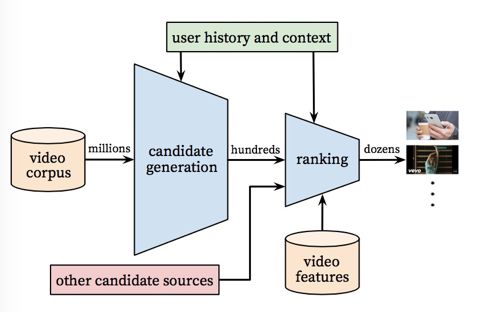 user history and context
video
corpus
millions
candidate
generation
hundreds
ranking
dozens
vevo
other candidate sources
video
features